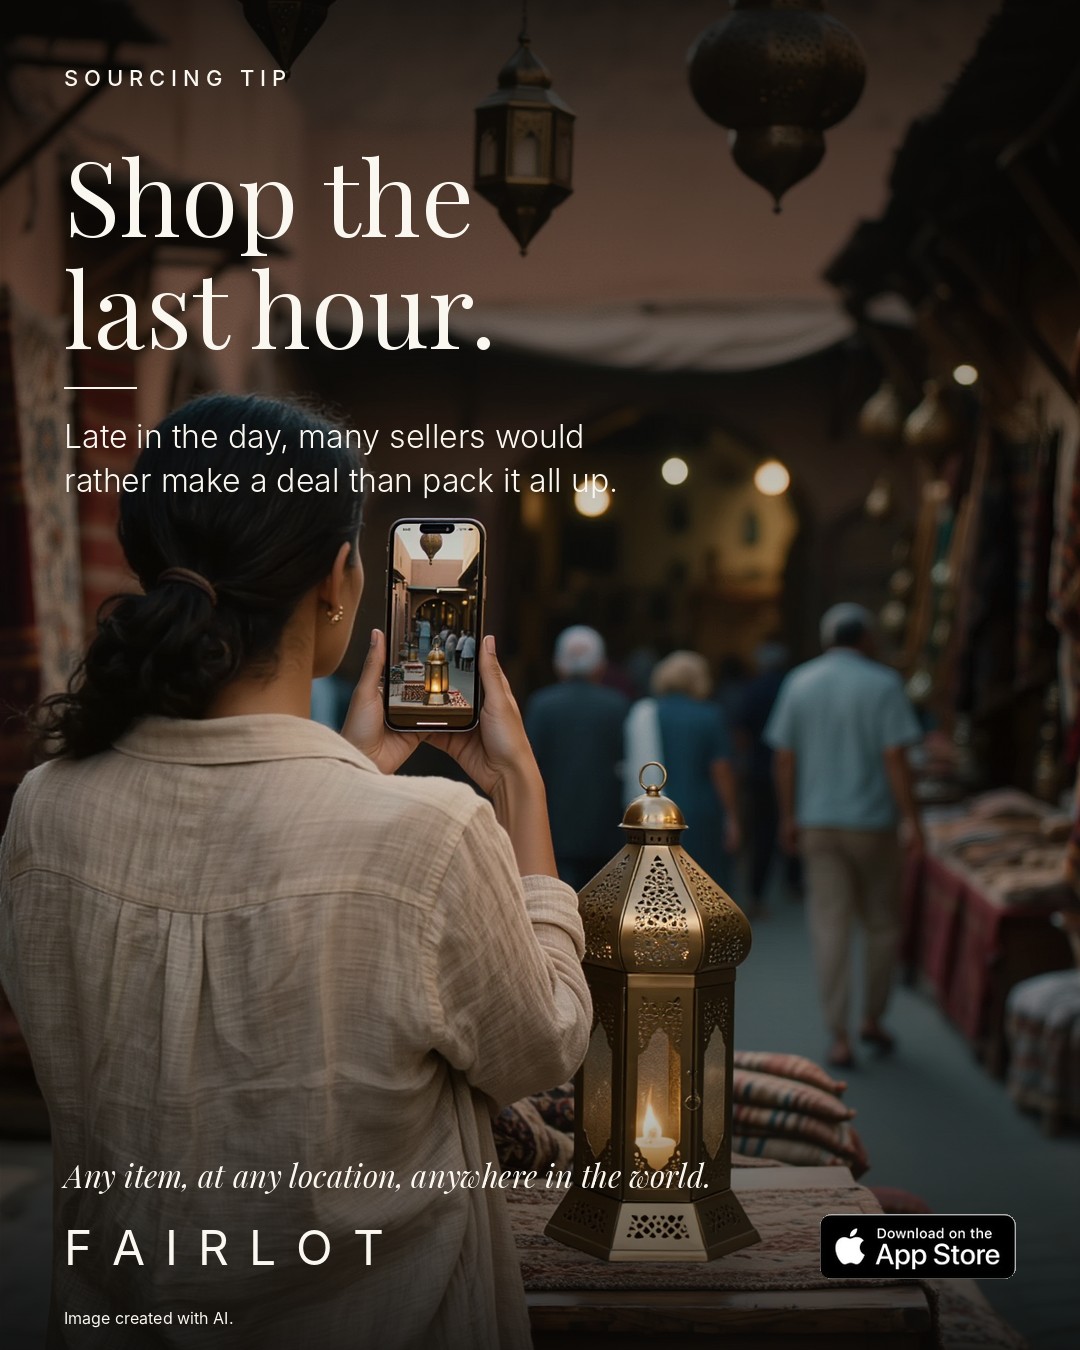 SOURCING TIP
Shop the
last hour.
Late in the day, many sellers would
rather make a deal than pack it all up.
Any item, at any location, anywhere in the world.
FAIRLOT
Download on the
App Store
Image created with AI.